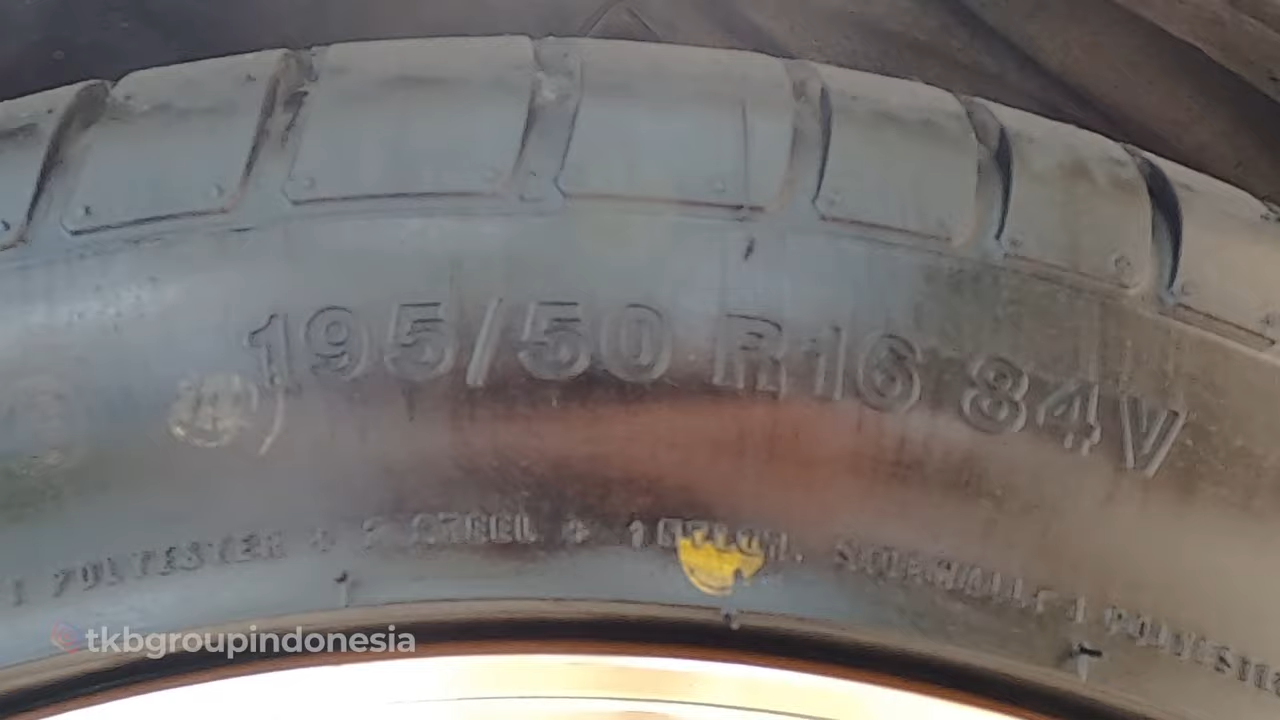 195/50 R16 84V
1 POLYESTER + 2 STEEL + 1 NYLON. SIDEWALL: 1 POLYESTER
tkbgroupindonesia